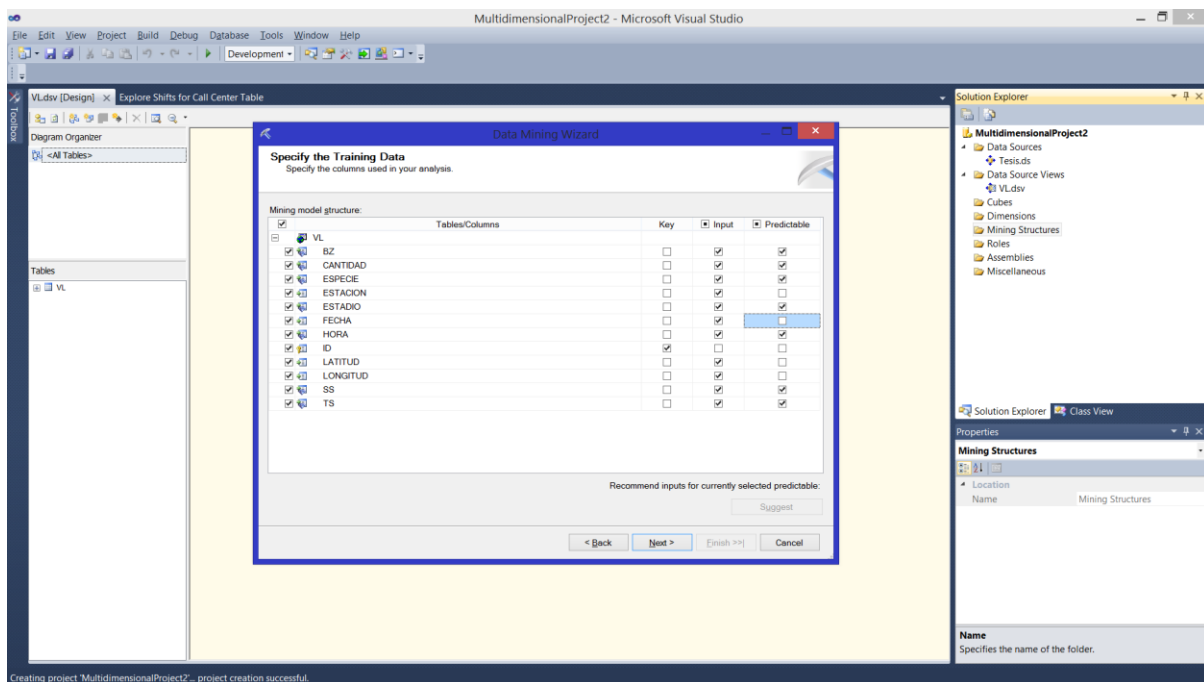 MultidimensionalProject2 - Microsoft Visual Studio
File Edit View Project Build Debug Database Tools Window Help
Development
Toolbox
VL.dsv [Design] Explore Shifts for Call Center Table
Diagram Organizer
<All Tables>
Tables
VL
Data Mining Wizard
Specify the Training Data
Specify the columns used in your analysis.
Mining model structure:
Tables/Columns Key Input Predictable
VL
BZ
CANTIDAD
ESPECIE
ESTACION
ESTADIO
FECHA
HORA
ID
LATITUD
LONGITUD
SS
TS
Recommend inputs for currently selected predictable:
Suggest
< Back Next > Finish >>| Cancel
Solution Explorer
MultidimensionalProject2
Data Sources
Tesis.ds
Data Source Views
VL.dsv
Cubes
Dimensions
Mining Structures
Roles
Assemblies
Miscellaneous
Solution Explorer Class View
Properties
Mining Structures
Location
Name Mining Structures
Name
Specifies the name of the folder.
Creating project 'MultidimensionalProject2'... project creation successful.